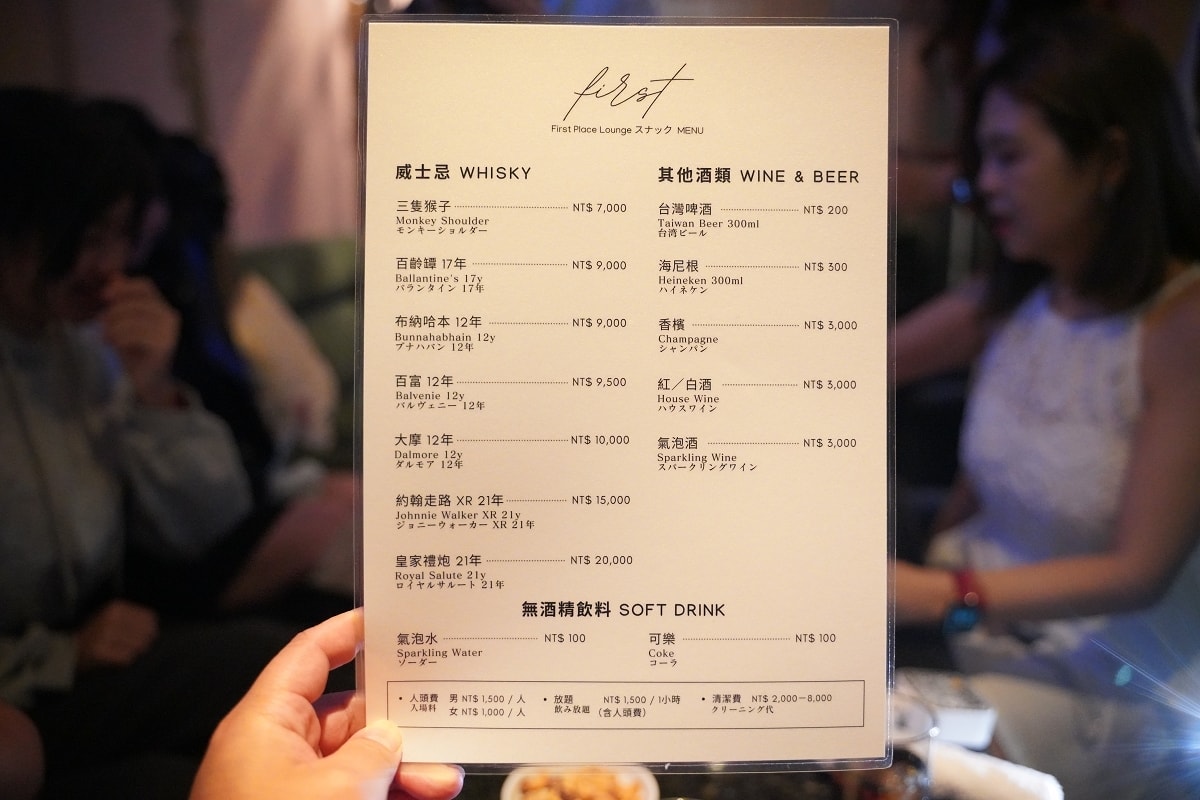 first
First Place Lounge スナック MENU
威士忌 WHISKY
三隻猴子 NT$ 7,000
Monkey Shoulder
モンキーショルダー
百齡罈 17年 NT$ 9,000
Ballantine's 17y
バランタイン 17年
布納哈本 12年 NT$ 9,000
Bunnahabhain 12y
ブナハバン 12年
百富 12年 NT$ 9,500
Balvenie 12y
バルヴェニー 12年
大摩 12年 NT$ 10,000
Dalmore 12y
ダルモア 12年
約翰走路 XR 21年 NT$ 15,000
Johnnie Walker XR 21y
ジョニーウォーカー XR 21年
皇家禮炮 21年 NT$ 20,000
Royal Salute 21y
ロイヤルサルート 21年
其他酒類 WINE & BEER
台灣啤酒 NT$ 200
Taiwan Beer 300ml
台湾ビール
海尼根 NT$ 300
Heineken 300ml
ハイネケン
香檳 NT$ 3,000
Champagne
シャンパン
紅／白酒 NT$ 3,000
House Wine
ハウスワイン
氣泡酒 NT$ 3,000
Sparkling Wine
スパークリングワイン
無酒精飲料 SOFT DRINK
氣泡水 NT$ 100
Sparkling Water
ソーダー
可樂 NT$ 100
Coke
コーラ
• 人頭費 男 NT$ 1,500 / 人
入場料 女 NT$ 1,000 / 人
• 放題 NT$ 1,500 / 1小時
飲み放題 （含人頭費）
• 清潔費 NT$ 2,000－8,000
クリーニング代